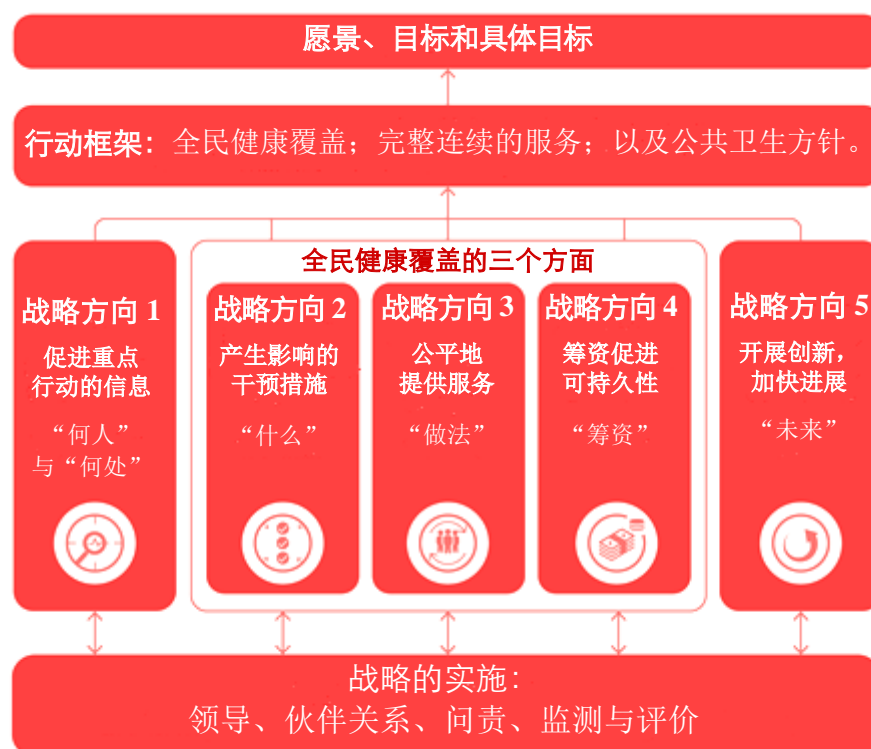 愿景、目标和具体目标
行动框架：全民健康覆盖；完整连续的服务；以及公共卫生方针。
全民健康覆盖的三个方面
战略方向 1
促进重点
行动的信息
“何人”
与“何处”
战略方向 2
产生影响的
干预措施
“什么”
战略方向 3
公平地
提供服务
“做法”
战略方向 4
筹资促进
可持久性
“筹资”
战略方向 5
开展创新，
加快进展
“未来”
战略的实施：
领导、伙伴关系、问责、监测与评价